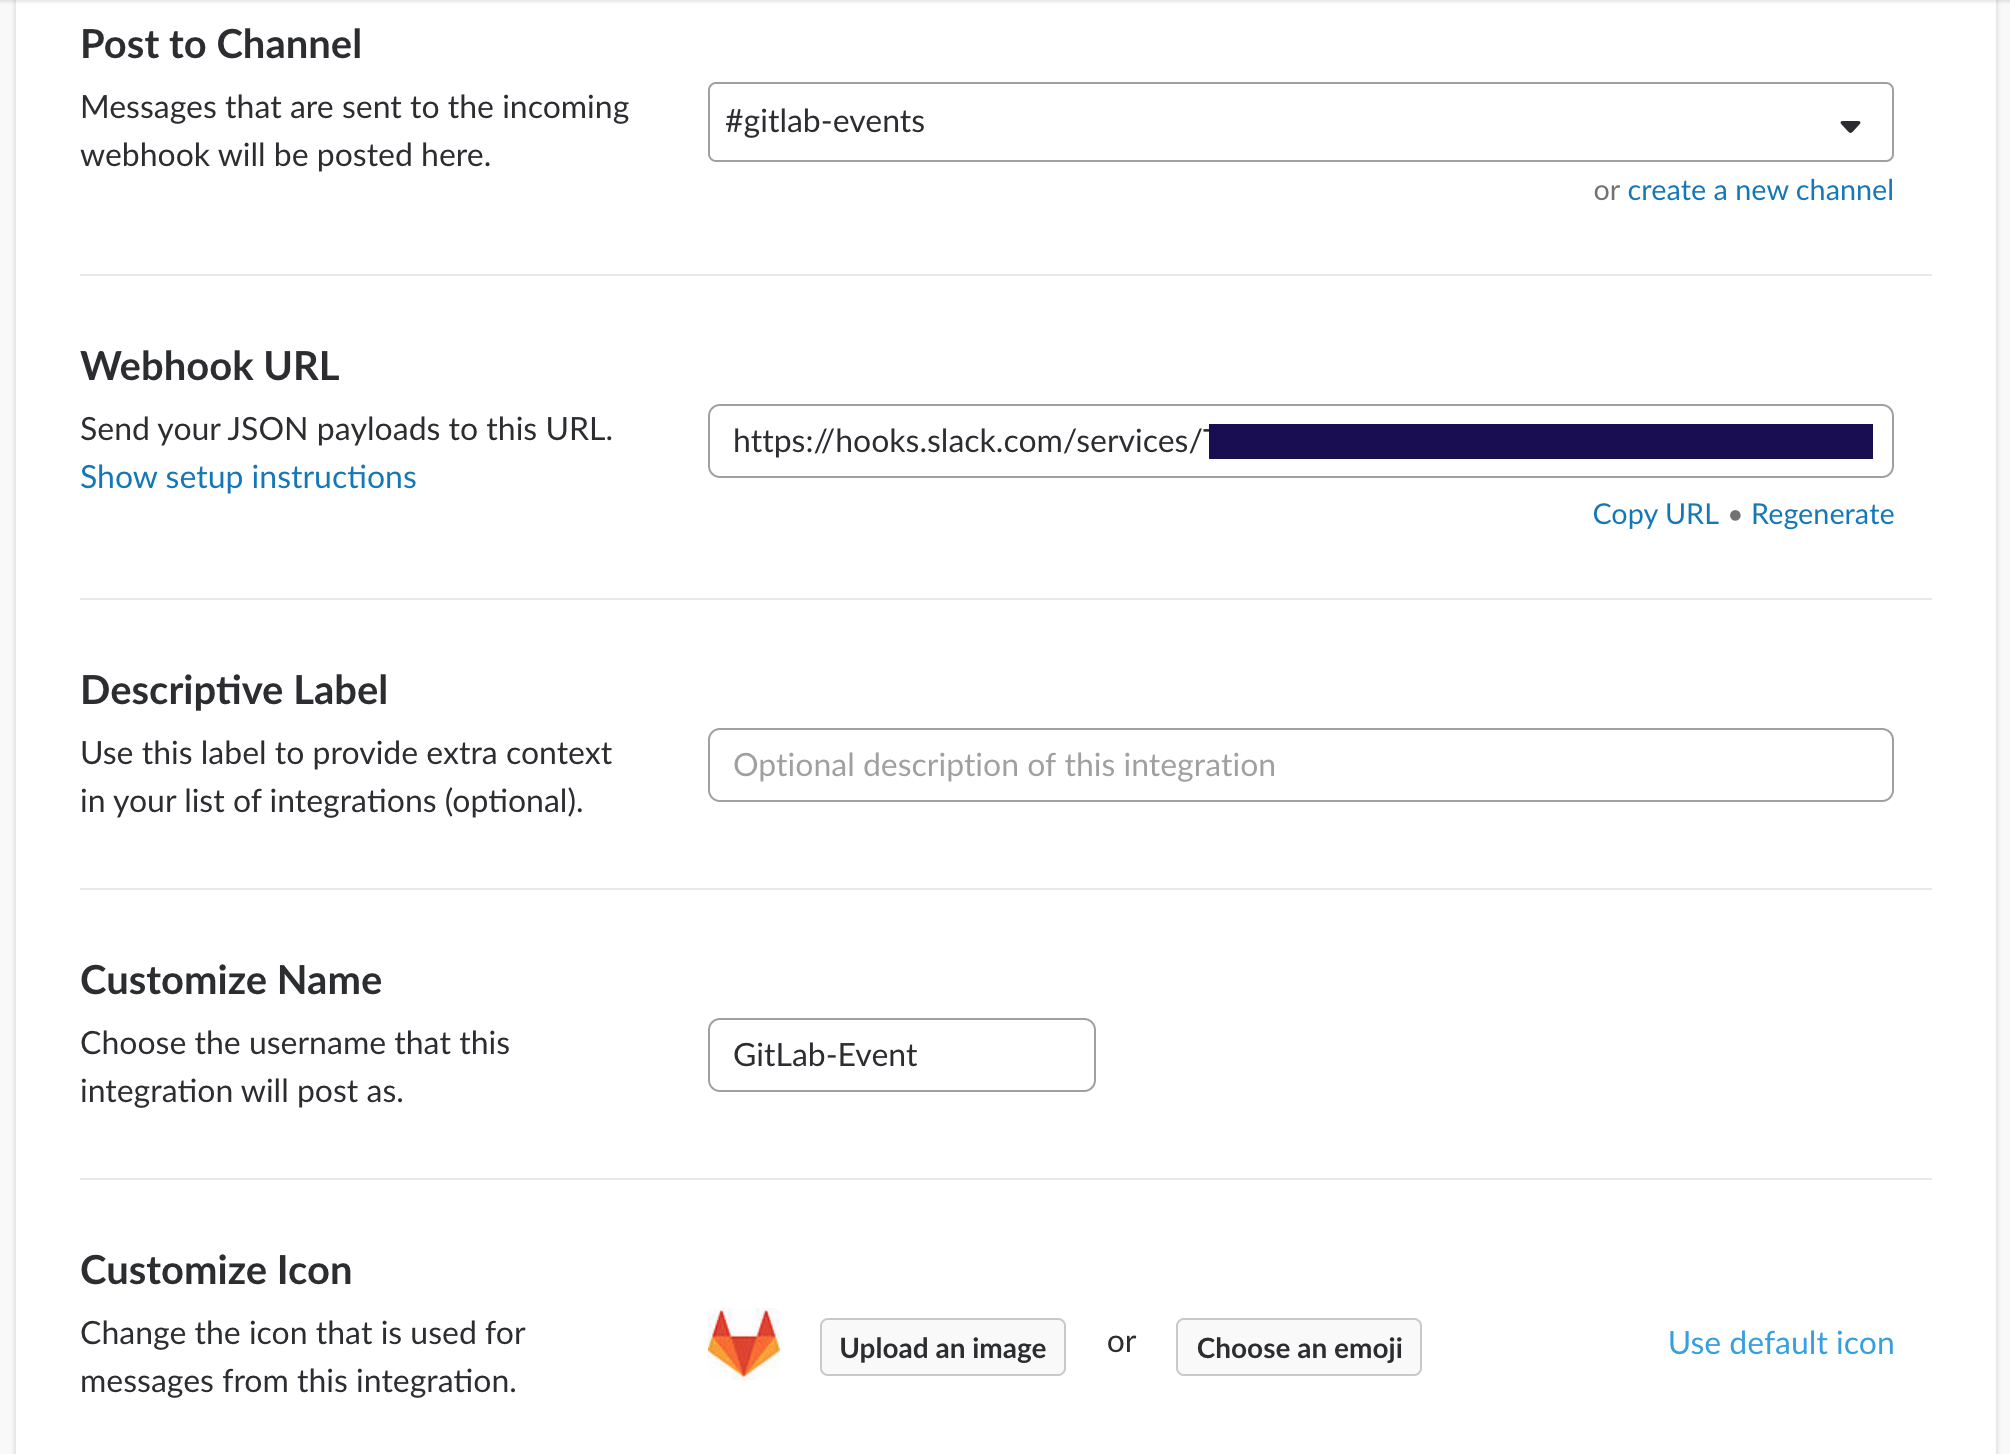 Post to Channel
Messages that are sent to the incoming
webhook will be posted here.
#gitlab-events
or create a new channel
Webhook URL
Send your JSON payloads to this URL.
Show setup instructions
https://hooks.slack.com/services/
Copy URL • Regenerate
Descriptive Label
Use this label to provide extra context
in your list of integrations (optional).
Optional description of this integration
Customize Name
Choose the username that this
integration will post as.
GitLab-Event
Customize Icon
Change the icon that is used for
messages from this integration.
Upload an image
or
Choose an emoji
Use default icon